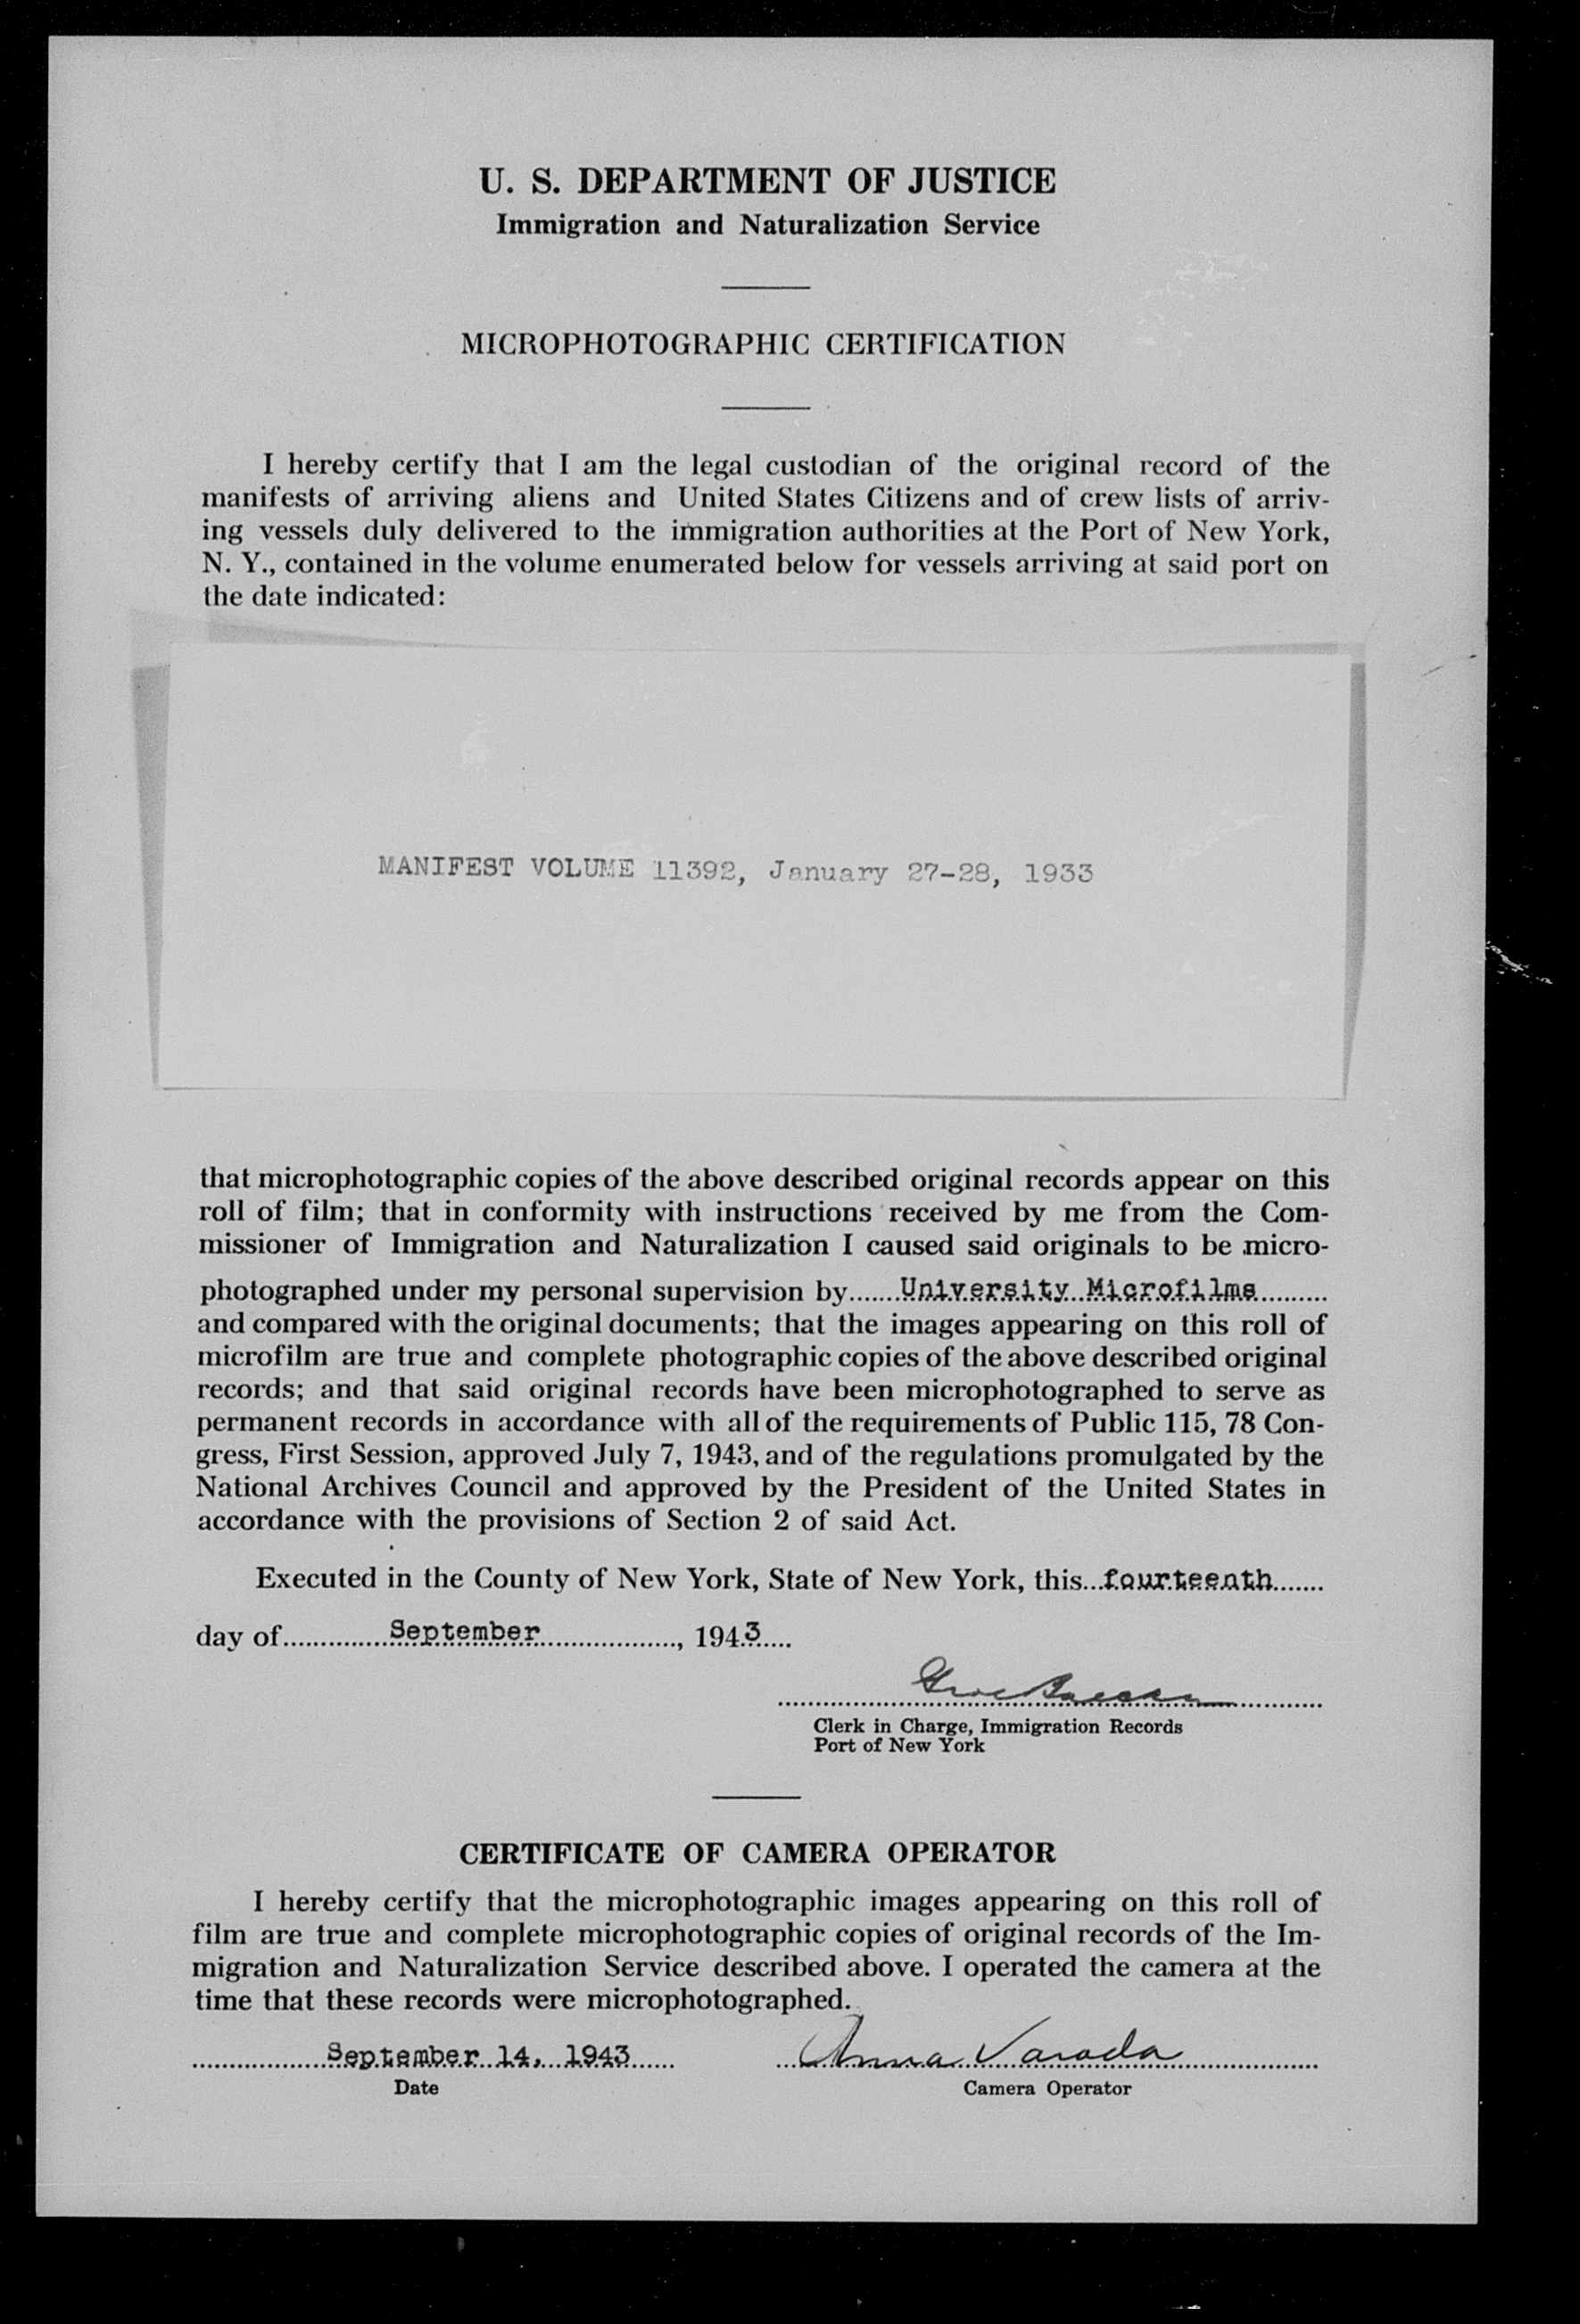 U. S. DEPARTMENT OF JUSTICE
Immigration and Naturalization Service
MICROPHOTOGRAPHIC CERTIFICATION
I hereby certify that I am the legal custodian of the original record of the
manifests of arriving aliens and United States Citizens and of crew lists of arriv-
ing vessels duly delivered to the immigration authorities at the Port of New York,
N. Y., contained in the volume enumerated below for vessels arriving at said port on
the date indicated:
MANIFEST VOLUME 11392, January 27-28, 1933
that microphotographic copies of the above described original records appear on this
roll of film; that in conformity with instructions received by me from the Com-
missioner of Immigration and Naturalization I caused said originals to be micro-
photographed under my personal supervision by University Microfilms
and compared with the original documents; that the images appearing on this roll of
microfilm are true and complete photographic copies of the above described original
records; and that said original records have been microphotographed to serve as
permanent records in accordance with all of the requirements of Public 115, 78 Con-
gress, First Session, approved July 7, 1943, and of the regulations promulgated by the
National Archives Council and approved by the President of the United States in
accordance with the provisions of Section 2 of said Act.
Executed in the County of New York, State of New York, this fourteenth
day of September, 1943
Clerk in Charge, Immigration Records
Port of New York
CERTIFICATE OF CAMERA OPERATOR
I hereby certify that the microphotographic images appearing on this roll of
film are true and complete microphotographic copies of original records of the Im-
migration and Naturalization Service described above. I operated the camera at the
time that these records were microphotographed.
September 14, 1943 Anna Varada
Date Camera Operator